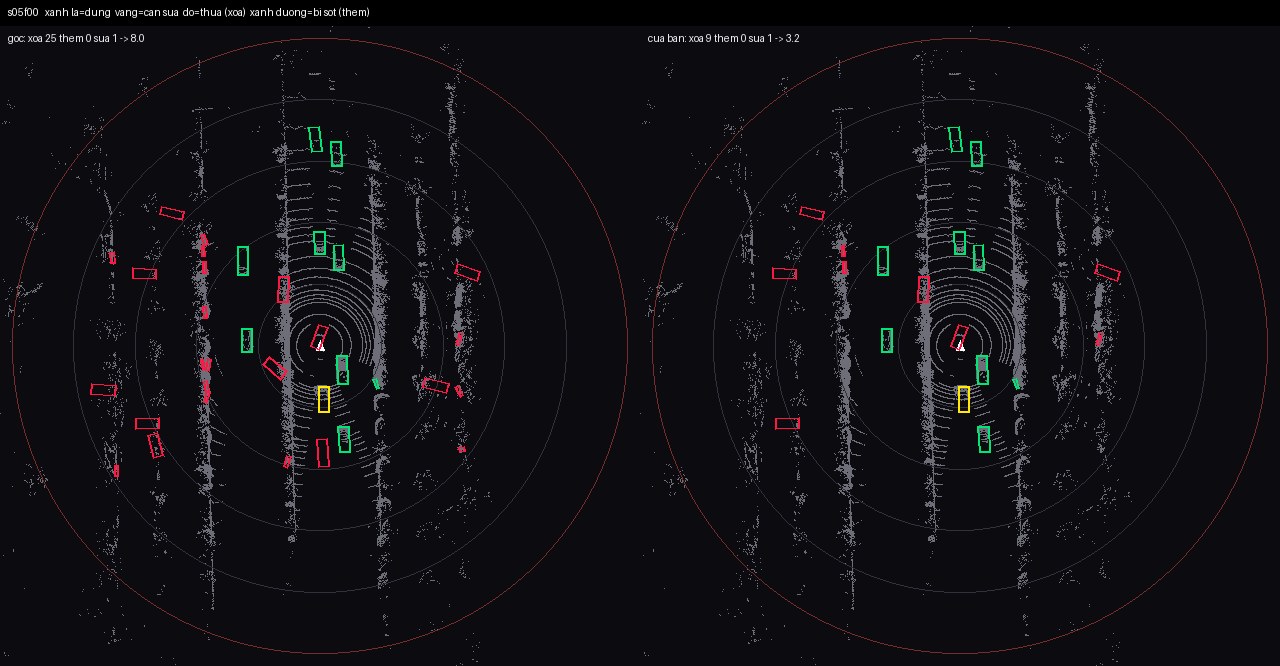 s05f00 xanh la=dung vang=can sua do=thua (xoa) xanh duong=bi sot (them)
goc: xoa 25 them 0 sua 1 -> 8.0
cua ban: xoa 9 them 0 sua 1 -> 3.2